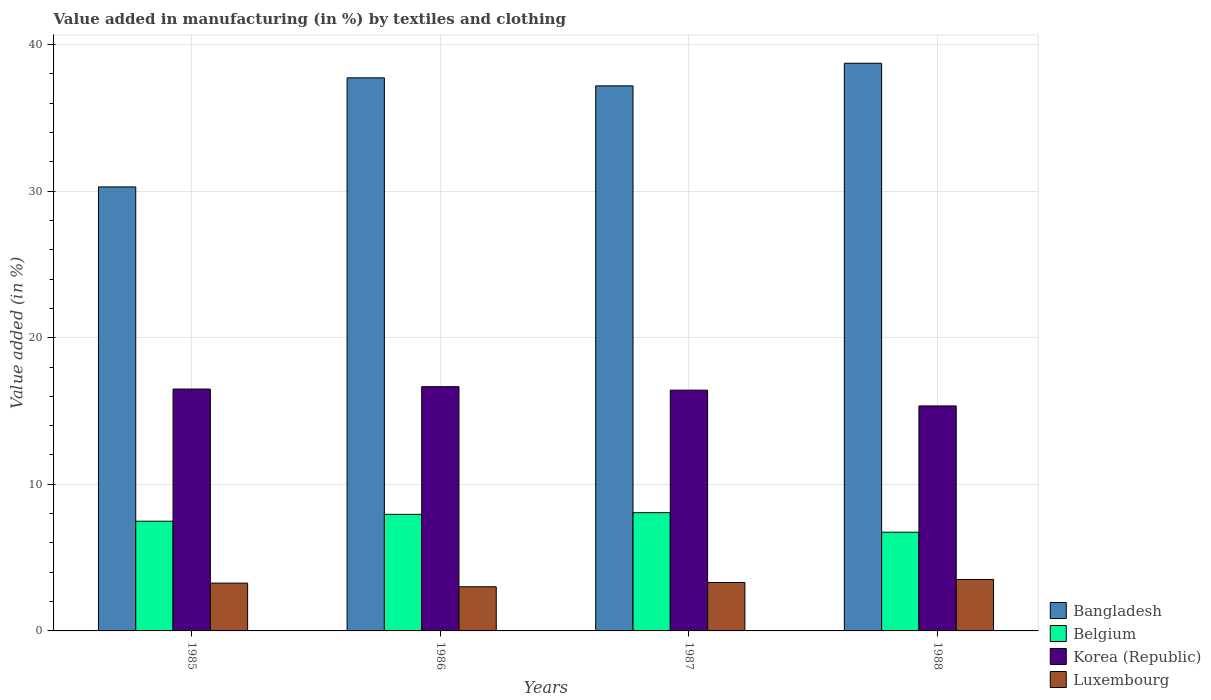 Value added in manufacturing (in %) by textiles and clothing
Value added (in %)
40
30
20
10
0
1985
1986
1987
1988
Years
Bangladesh
Belgium
Korea (Republic)
Luxembourg